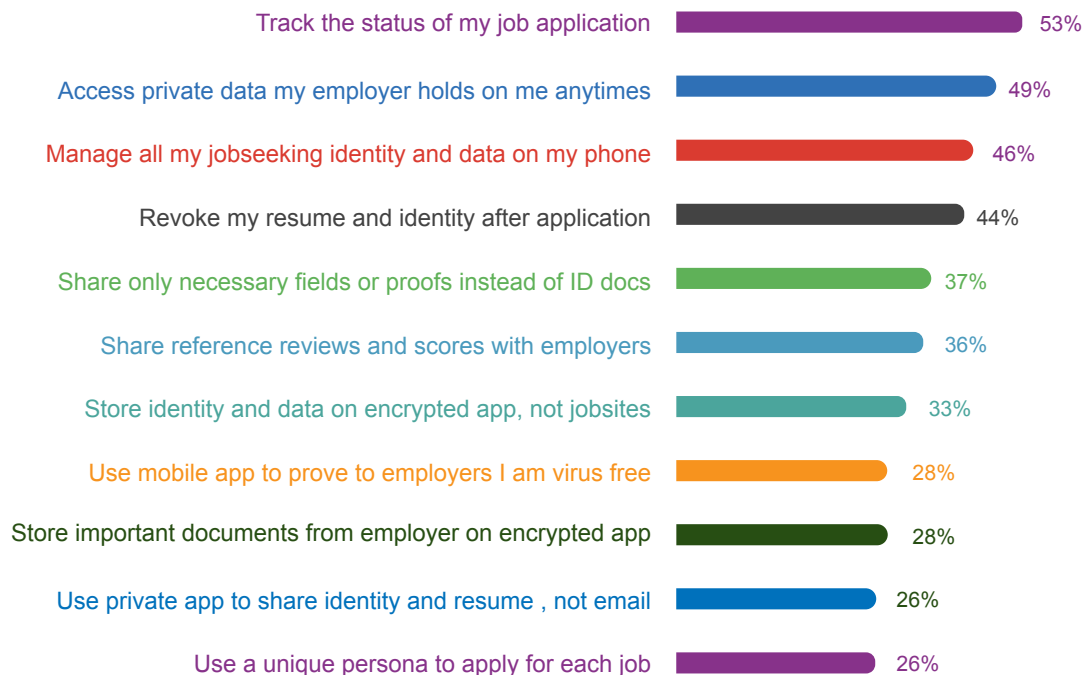 Track the status of my job application 53%
Access private data my employer holds on me anytimes 49%
Manage all my jobseeking identity and data on my phone 46%
Revoke my resume and identity after application 44%
Share only necessary fields or proofs instead of ID docs 37%
Share reference reviews and scores with employers 36%
Store identity and data on encrypted app, not jobsites 33%
Use mobile app to prove to employers I am virus free 28%
Store important documents from employer on encrypted app 28%
Use private app to share identity and resume , not email 26%
Use a unique persona to apply for each job 26%